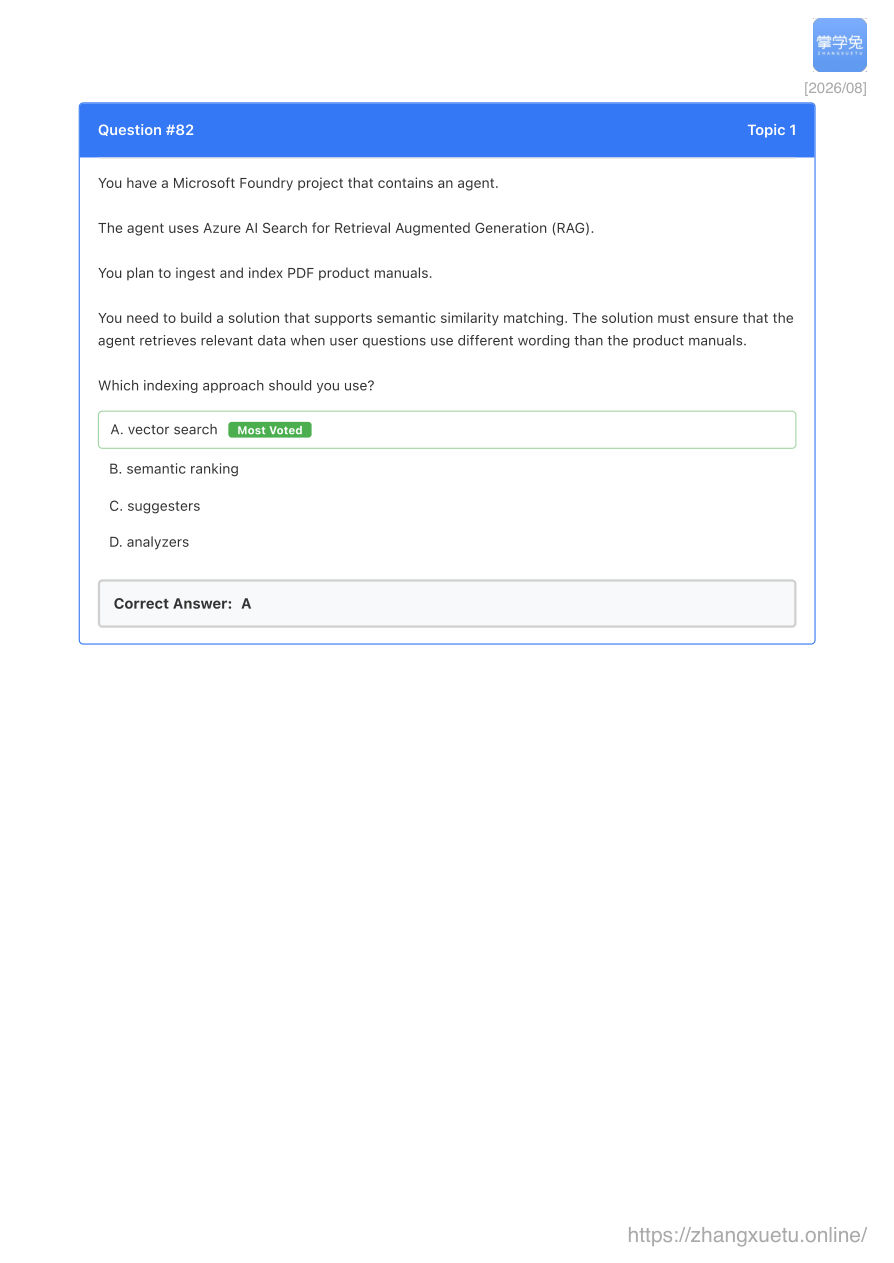 掌学兔
ZHANGXUETU
[2026/08]
Question #82 Topic 1
You have a Microsoft Foundry project that contains an agent.
The agent uses Azure AI Search for Retrieval Augmented Generation (RAG).
You plan to ingest and index PDF product manuals.
You need to build a solution that supports semantic similarity matching. The solution must ensure that the
agent retrieves relevant data when user questions use different wording than the product manuals.
Which indexing approach should you use?
A. vector search Most Voted
B. semantic ranking
C. suggesters
D. analyzers
Correct Answer: A
https://zhangxuetu.online/